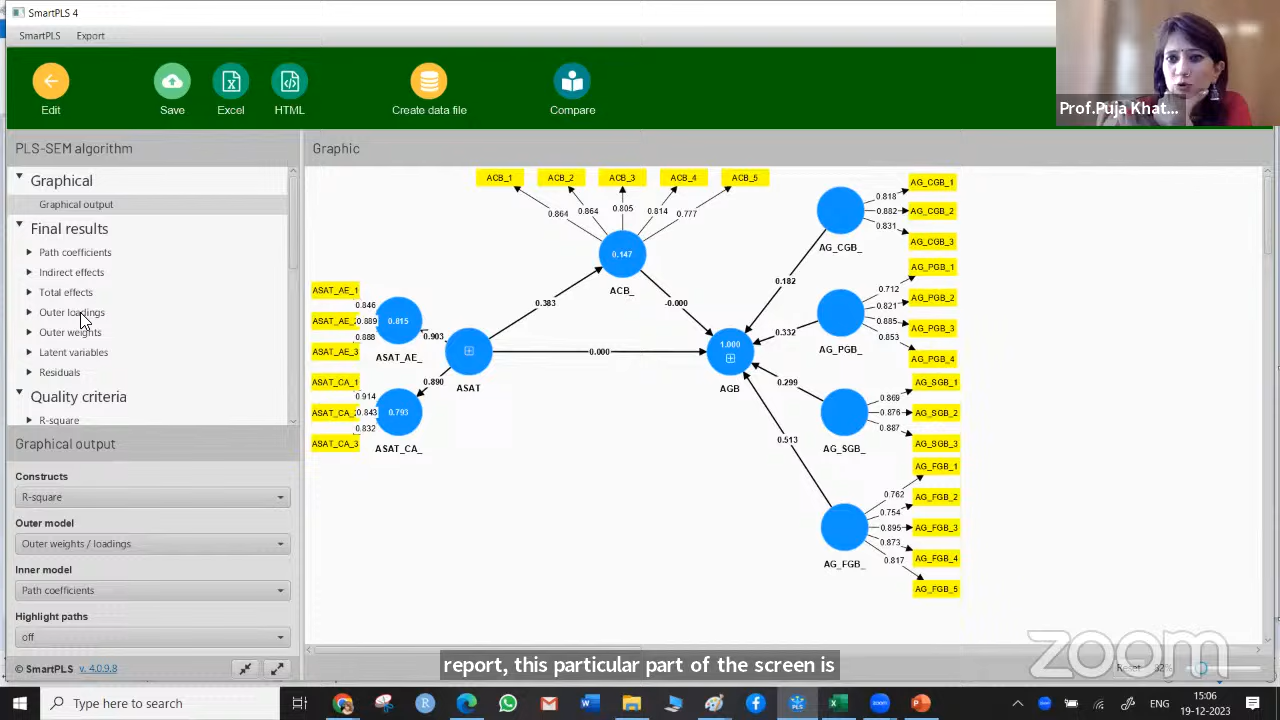 SmartPLS 4
SmartPLS Export
Edit Save Excel HTML Create data file Compare
Prof.Puja Khat...
PLS-SEM algorithm
Graphical
Graphical output
Final results
Path coefficients
Indirect effects
Total effects
Outer loadings
Outer weights
Latent variables
Residuals
Quality criteria
R-square
Graphical output
Constructs
R-square
Outer model
Outer weights / loadings
Inner model
Path coefficients
Highlight paths
off
© SmartPLS v. 4.0.9.8
Graphic
ACB_1 ACB_2 ACB_3 ACB_4 ACB_5
0.864 0.864 0.805 0.814 0.777
0.147
ACB_
0.383 -0.000
ASAT_AE_1
0.846
ASAT_AE_ 0.889 0.815
0.888
ASAT_AE_3
ASAT_AE_
0.903
ASAT
0.000
0.890
ASAT_CA_1
0.914
ASAT_CA_ 0.843 0.793
0.832
ASAT_CA_3
ASAT_CA_
1.000
AGB
0.182
0.332
0.299
0.513
AG_CGB_
0.818 AG_CGB_1
0.882 AG_CGB_2
0.831 AG_CGB_3
AG_PGB_
0.712 AG_PGB_1
0.821 AG_PGB_2
0.885 AG_PGB_3
0.853 AG_PGB_4
AG_SGB_
0.869 AG_SGB_1
0.876 AG_SGB_2
0.887 AG_SGB_3
AG_FGB_
0.762 AG_FGB_1
0.754 AG_FGB_2
0.895 AG_FGB_3
0.873 AG_FGB_4
0.817 AG_FGB_5
zoom
Reset
report, this particular part of the screen is
Type here to search
ENG
15:06
19-12-2023